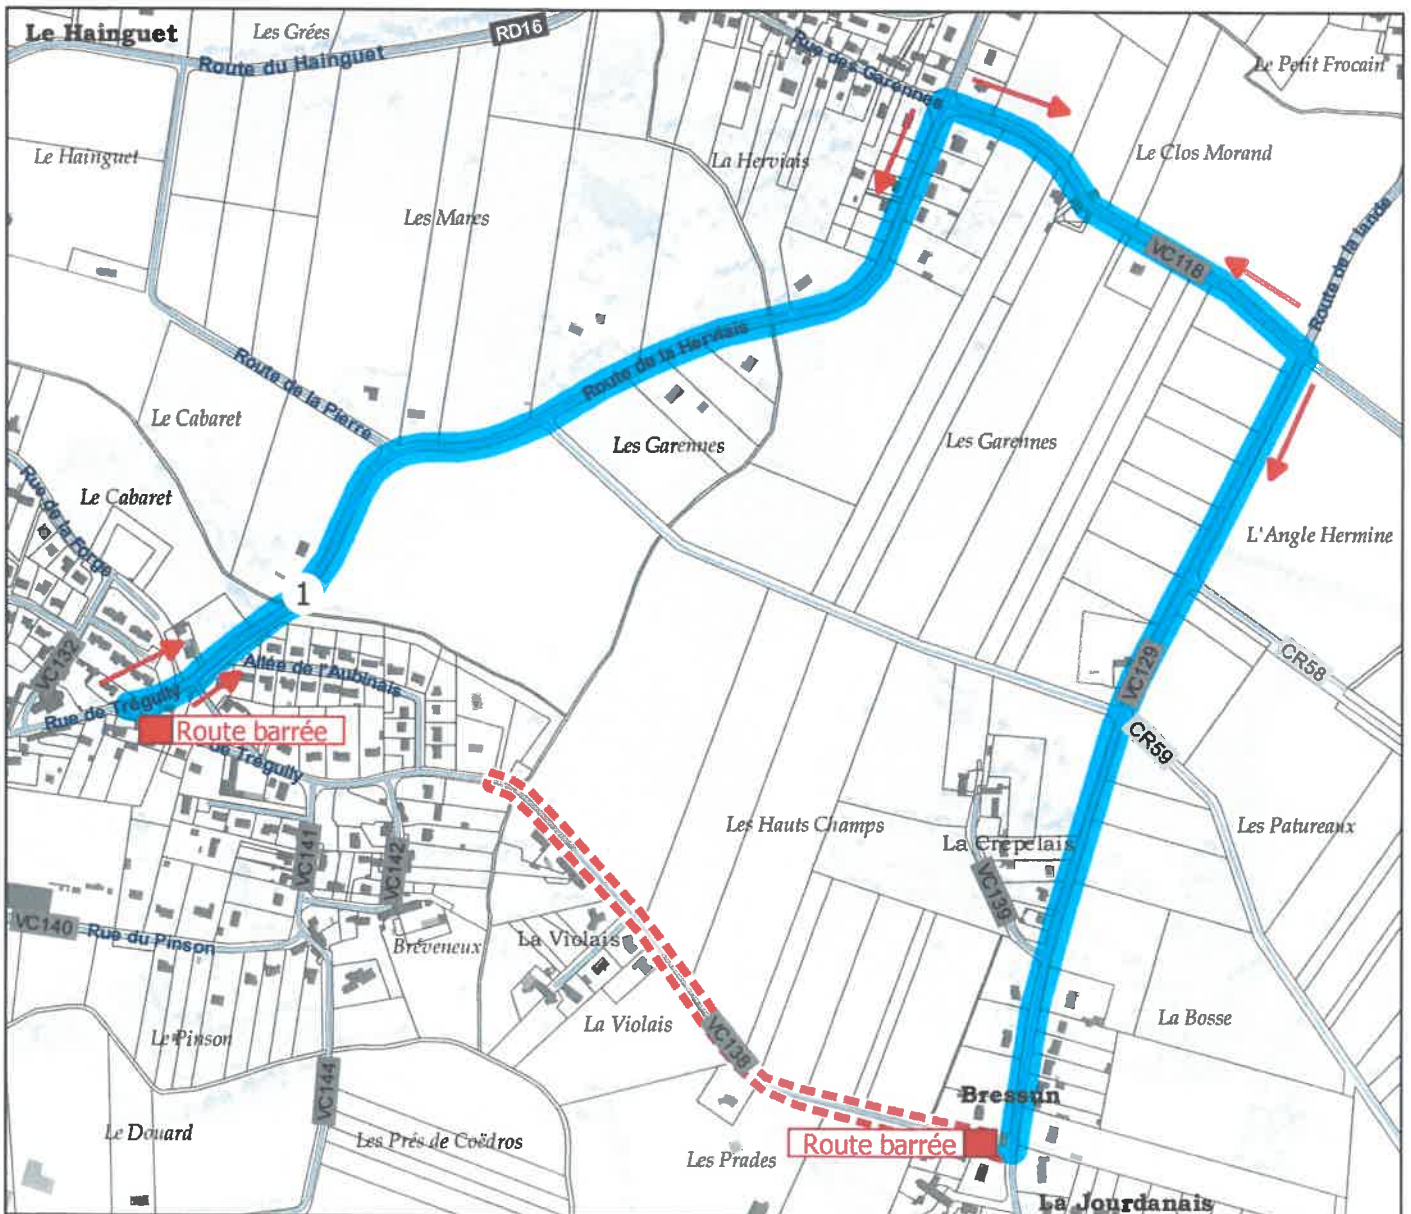 Le Hainguet
Les Grées
RD16
Route du Hainguet
Rue des Garennes
Le Petit Frocain
Le Hainguet
La Herviais
Le Clos Morand
Les Mares
Route de la lande
VC118
Route de la Pierre
Route de la Herviais
Le Cabaret
Les Garennes
Les Garennes
Rue de la Forge
Le Cabaret
L'Angle Hermine
1
VC132
Allée de l'Aubinais
CR58
VC129
Rue de Trégully
Route barrée
de Trégully
CR59
Les Hauts Champs
Les Patureaux
La Crepelais
VC141
VC142
VC139
VC140
Rue du Pinson
Bréveneux
La Violais
La Violais
La Bosse
Le Pinson
VC138
VC144
Bressun
Le Douard
Les Prés de Coëdros
Route barrée
Les Prades
La Jourdanais